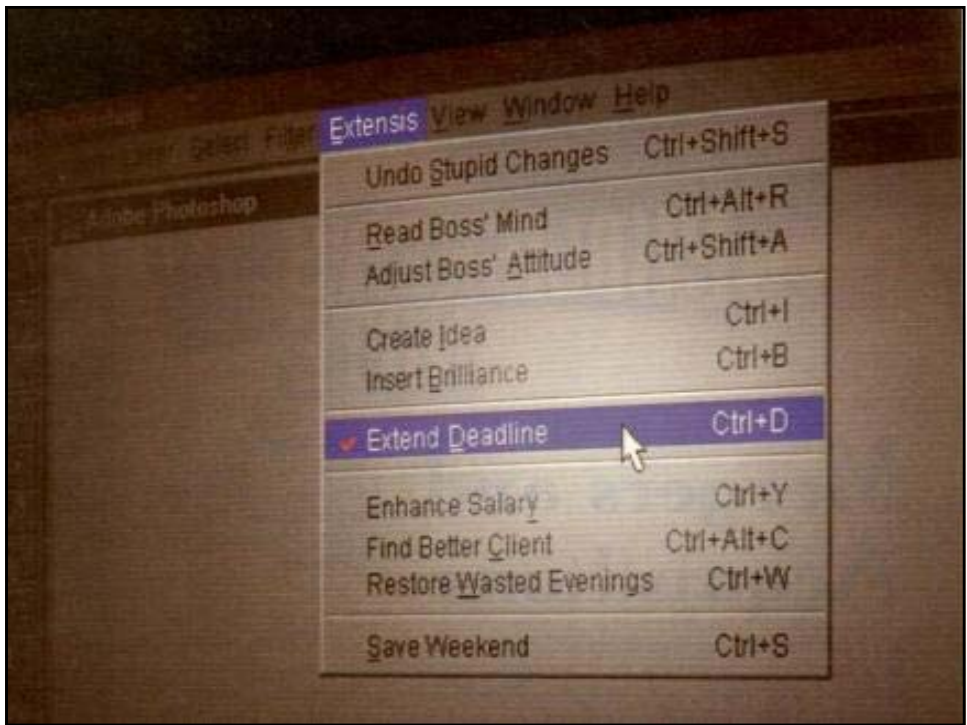 Select Filter Extensis View Window Help
Adobe Photoshop
Undo Stupid Changes Ctrl+Shift+S
Read Boss' Mind Ctrl+Alt+R
Adjust Boss' Attitude Ctrl+Shift+A
Create Idea Ctrl+I
Insert Brilliance Ctrl+B
Extend Deadline Ctrl+D
Enhance Salary Ctrl+Y
Find Better Client Ctrl+Alt+C
Restore Wasted Evenings Ctrl+W
Save Weekend Ctrl+S